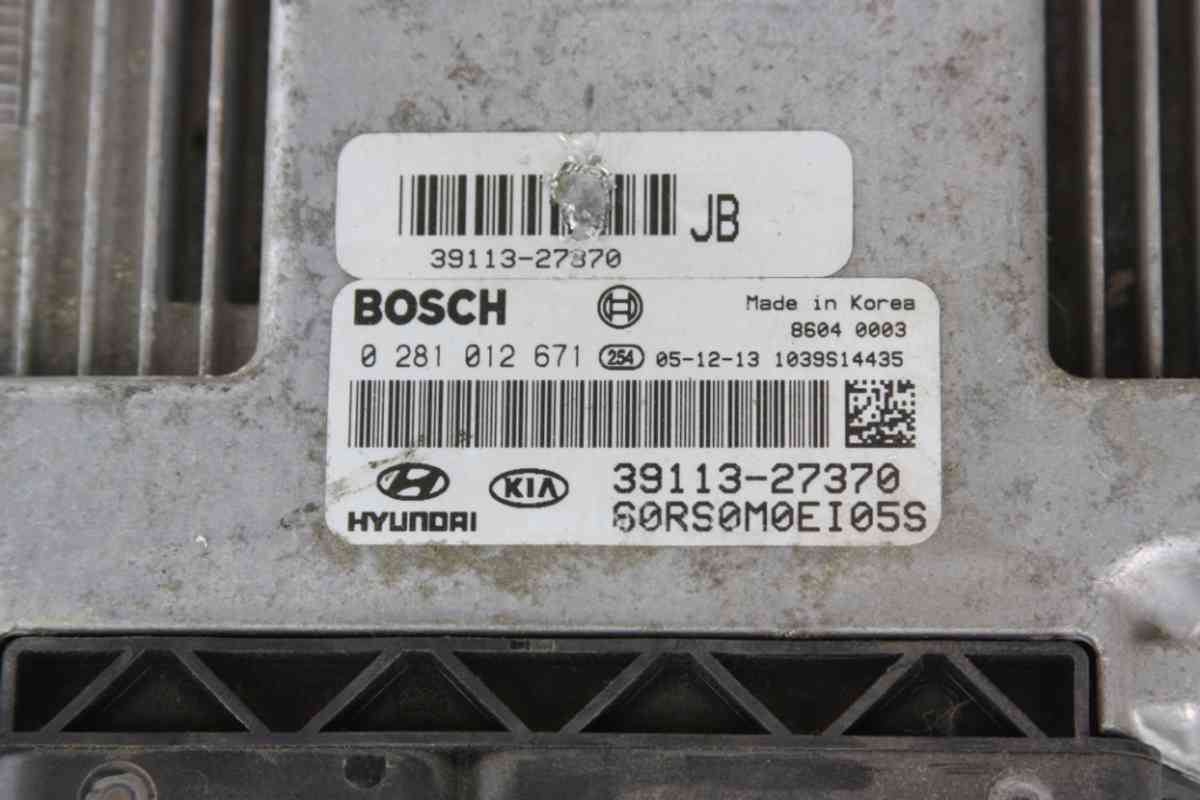 JB
39113-27370
BOSCH
Made in Korea
8604 0003
0 281 012 671 254 05-12-13 1039S14435
HYUNDAI
KIA
39113-27370
60RS0M0EI05S